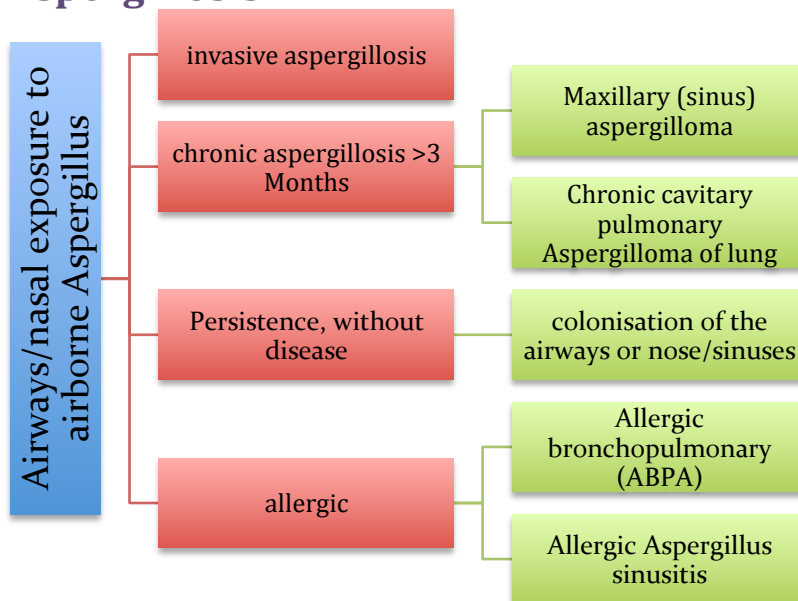 Airways/nasal exposure to
airborne Aspergillus
invasive aspergillosis
chronic aspergillosis >3
Months
Maxillary (sinus)
aspergilloma
Chronic cavitary
pulmonary
Aspergilloma of lung
Persistence, without
disease
colonisation of the
airways or nose/sinuses
allergic
Allergic
bronchopulmonary
(ABPA)
Allergic Aspergillus
sinusitis